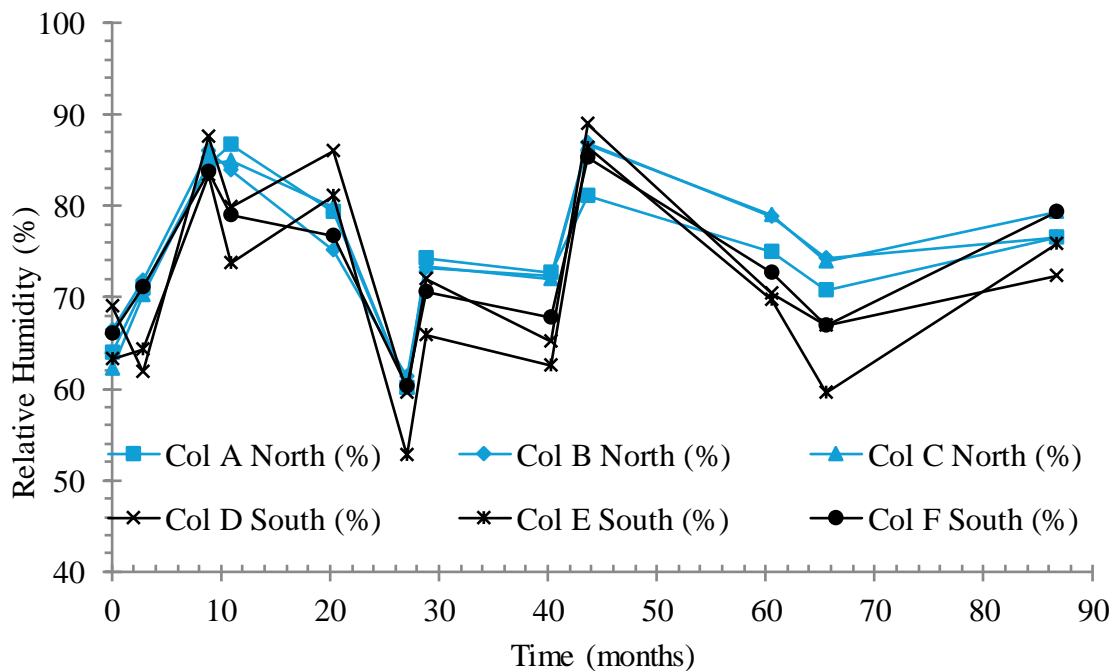 100
90
80
70
60
50
40
Relative Humidity (%)
Col A North (%) Col B North (%) Col C North (%)
Col D South (%) Col E South (%) Col F South (%)
0 10 20 30 40 50 60 70 80 90
Time (months)